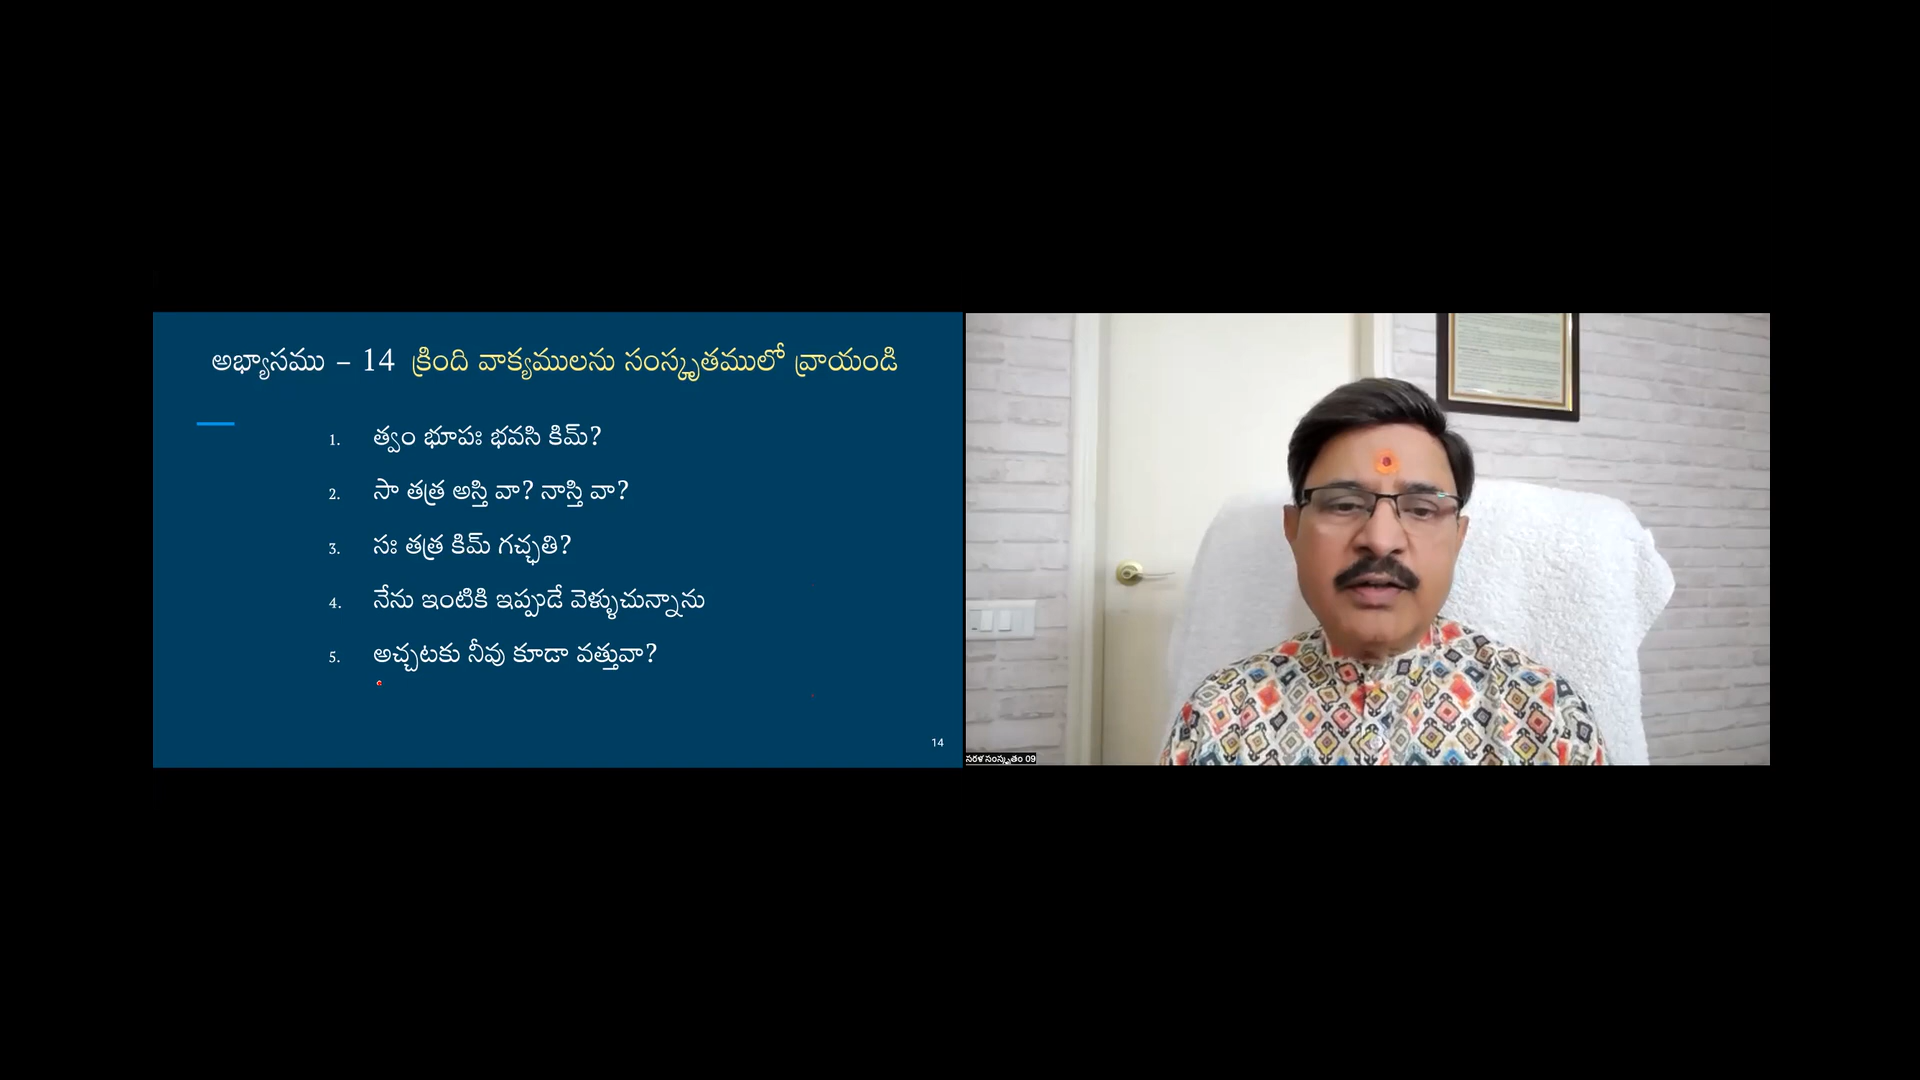 అభ్యాసము – 14 క్రింది వాక్యములను సంస్కృతములో వ్రాయండి
1. త్వం భూపః భవసి కిమ్?
2. సా తత్ర అస్తి వా? నాస్తి వా?
3. సః తత్ర కిమ్ గచ్ఛతి?
4. నేను ఇంటికి ఇప్పుడే వెళ్ళుచున్నాను
5. అచ్చటకు నీవు కూడా వత్తువా?
14
సరళ సంస్కృతం 09